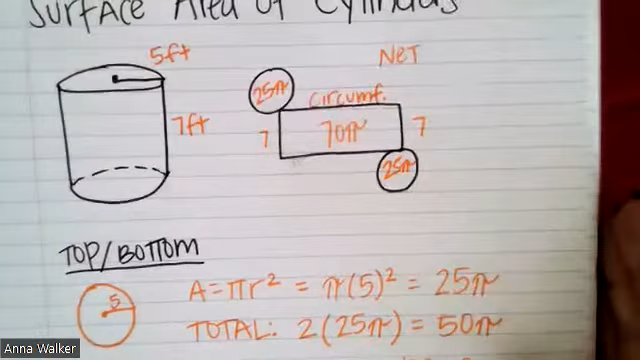 Surface Area of Cylinders
5ft
NET
25π
circumf.
7ft
7
70π
7
25π
TOP/BOTTOM
5
A = πr² = π(5)² = 25π
TOTAL: 2(25π) = 50π
Anna Walker